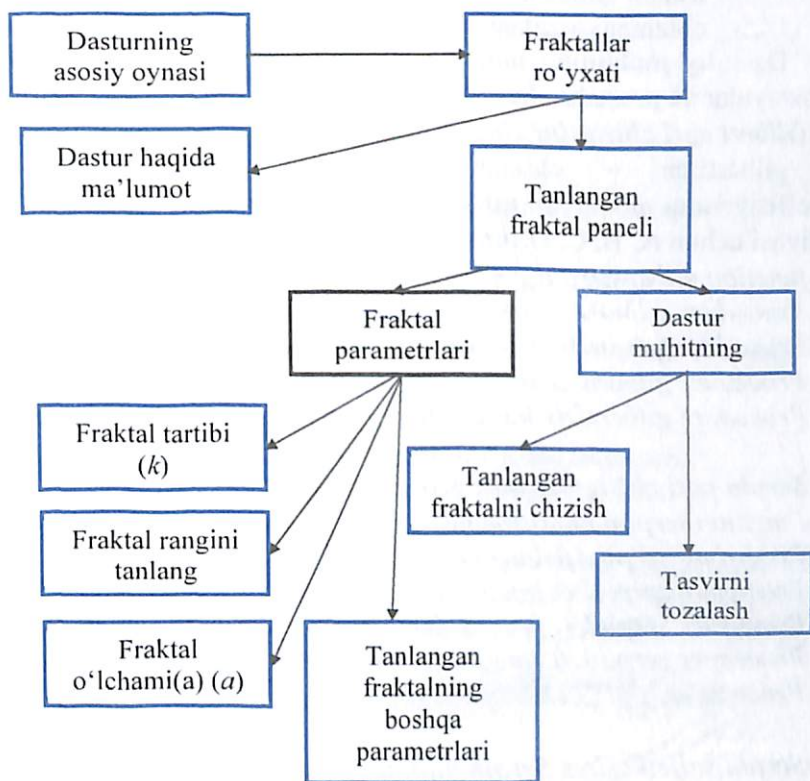 Dasturning
asosiy oynasi
Fraktallar
ro‘yxati
Dastur haqida
ma’lumot
Tanlangan
fraktal paneli
Fraktal
parametrlari
Dastur
muhitning
Fraktal tartibi
(k)
Tanlangan
fraktalni chizish
Fraktal rangini
tanlang
Tasvirni
tozalash
Fraktal
o‘lchami(a) (a)
Tanlangan
fraktalning
boshqa
parametrlari